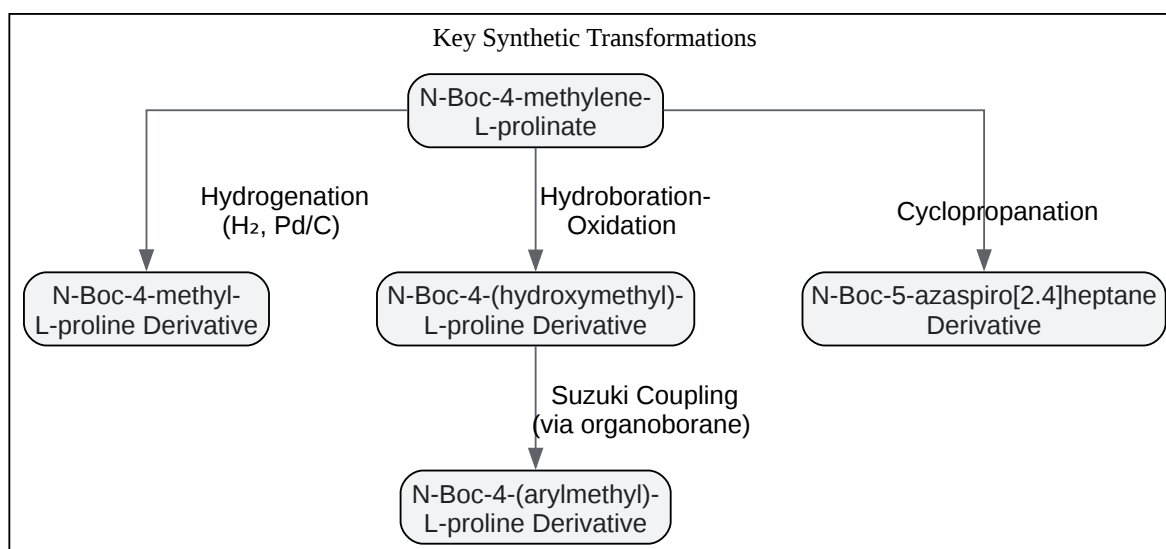 Key Synthetic Transformations
N-Boc-4-methylene-
L-prolinate
Hydrogenation
(H₂, Pd/C)
Hydroboration-
Oxidation
Cyclopropanation
N-Boc-4-methyl-
L-proline Derivative
N-Boc-4-(hydroxymethyl)-
L-proline Derivative
N-Boc-5-azaspiro[2.4]heptane
Derivative
Suzuki Coupling
(via organoborane)
N-Boc-4-(arylmethyl)-
L-proline Derivative